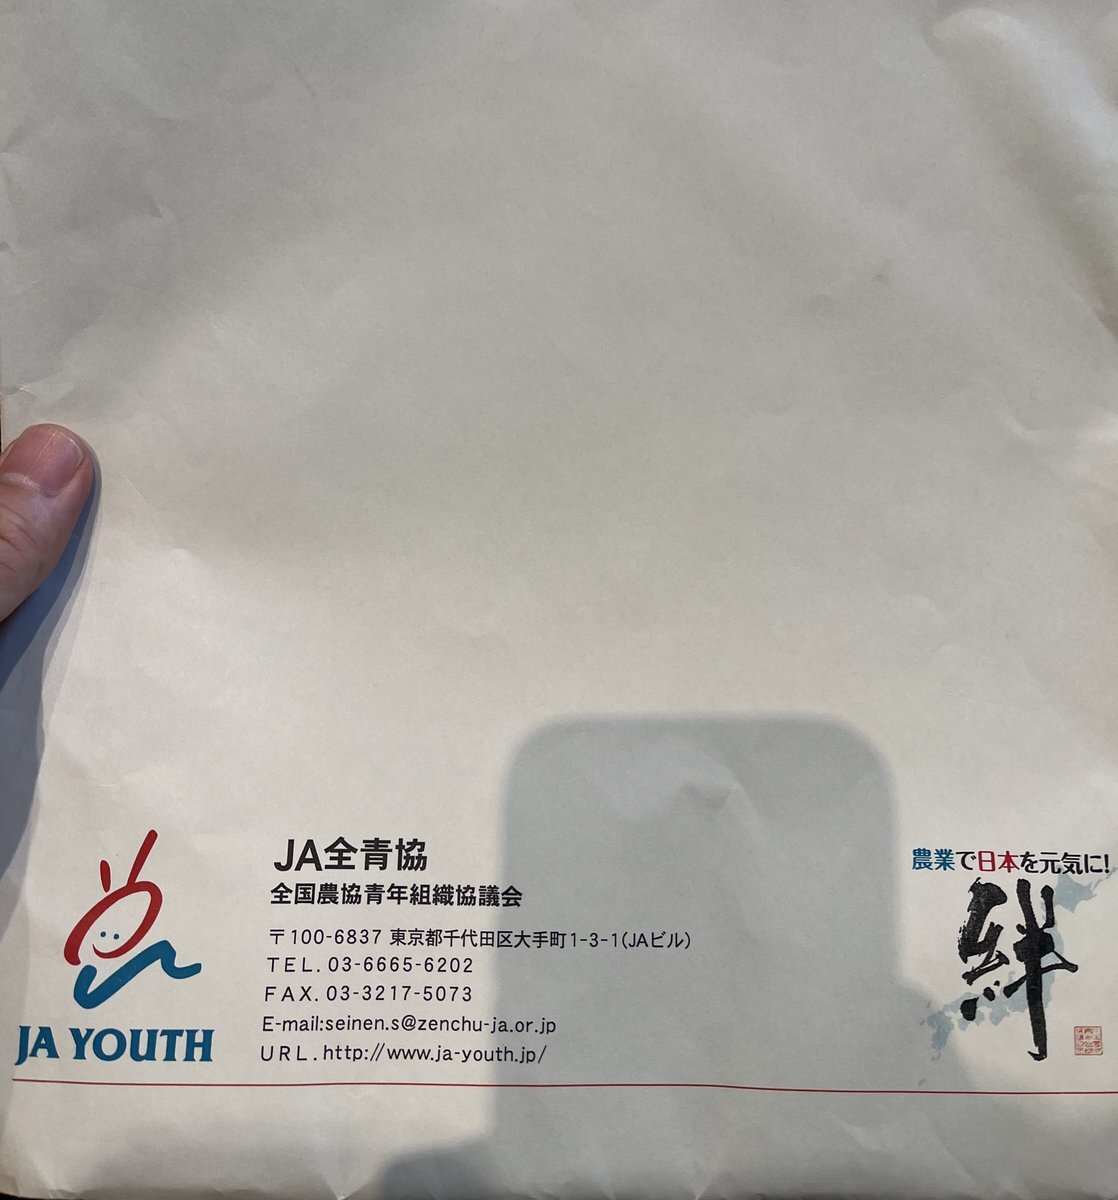 JA YOUTH
JA全青協
全国農協青年組織協議会
〒100-6837 東京都千代田区大手町1-3-1(JAビル)
TEL. 03-6665-6202
FAX. 03-3217-5073
E-mail:seinen.s@zenchu-ja.or.jp
URL. http://www.ja-youth.jp/
農業で日本を元気に!
絆